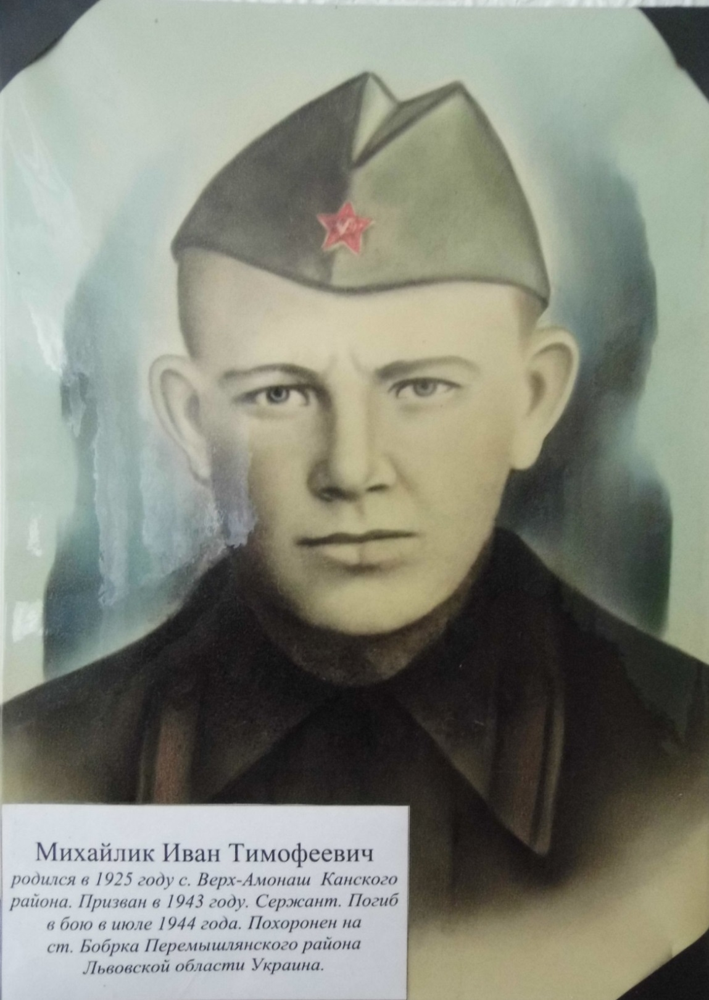 Михайлик Иван Тимофеевич
родился в 1925 году с. Верх-Амонаш Канского
района. Призван в 1943 году. Сержант. Погиб
в бою в июле 1944 года. Похоронен на
ст. Бобрка Перемышлянского района
Львовской области Украина.